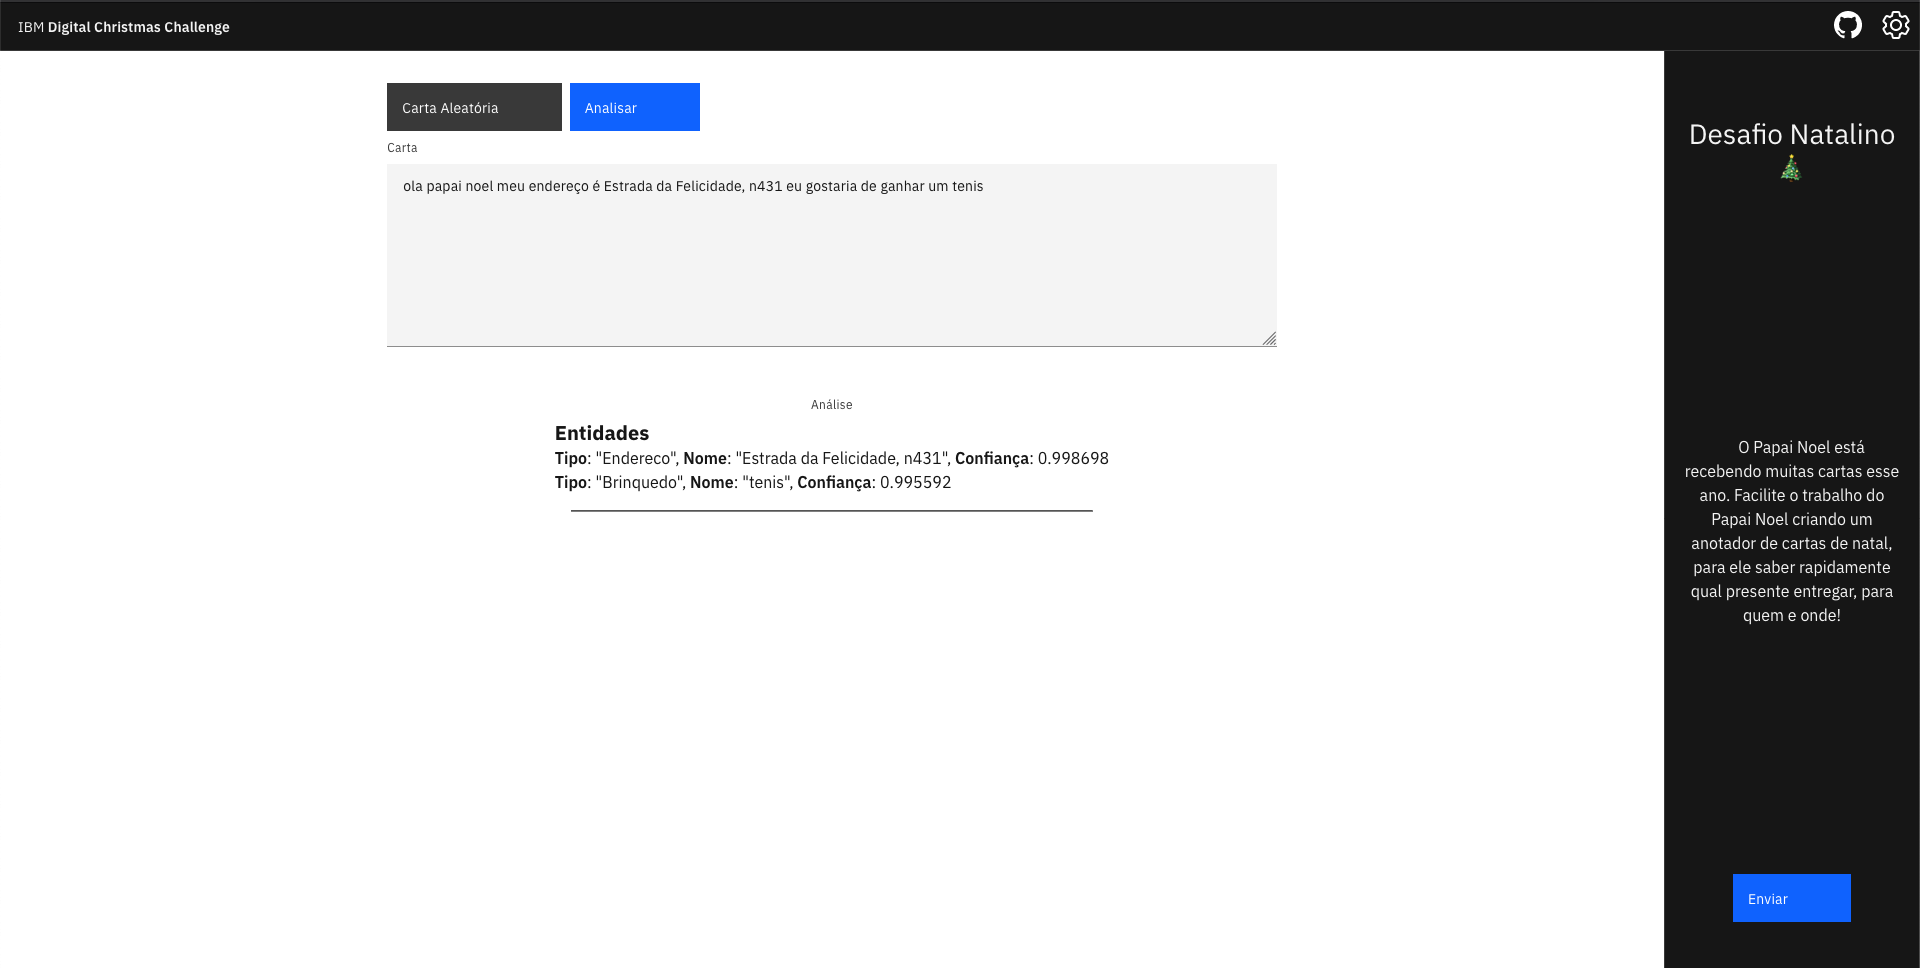 IBM Digital Christmas Challenge
Carta Aleatória
Analisar
Carta
ola papai noel meu endereço é Estrada da Felicidade, n431 eu gostaria de ganhar um tenis
Análise
Entidades
Tipo: "Endereco", Nome: "Estrada da Felicidade, n431", Confiança: 0.998698
Tipo: "Brinquedo", Nome: "tenis", Confiança: 0.995592
Desafio Natalino
O Papai Noel está
recebendo muitas cartas esse
ano. Facilite o trabalho do
Papai Noel criando um
anotador de cartas de natal,
para ele saber rapidamente
qual presente entregar, para
quem e onde!
Enviar